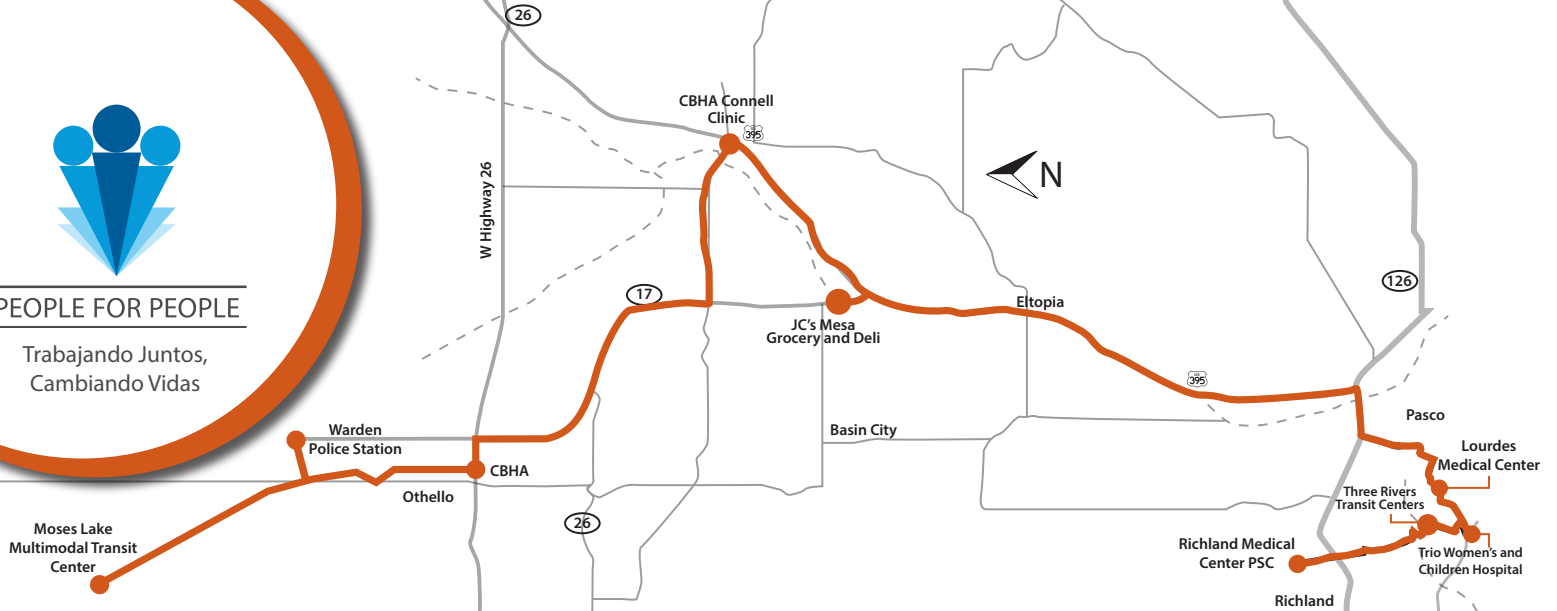 26
CBHA Connell
Clinic
US
395
W Highway 26
N
PEOPLE FOR PEOPLE
Trabajando Juntos,
Cambiando Vidas
17
JC's Mesa
Grocery and Deli
Eltopia
126
US
395
Warden
Police Station
Basin City
CBHA
Othello
26
Moses Lake
Multimodal Transit
Center
Pasco
Lourdes
Medical Center
Three Rivers
Transit Centers
Richland Medical
Center PSC
Trio Women's and
Children Hospital
Richland